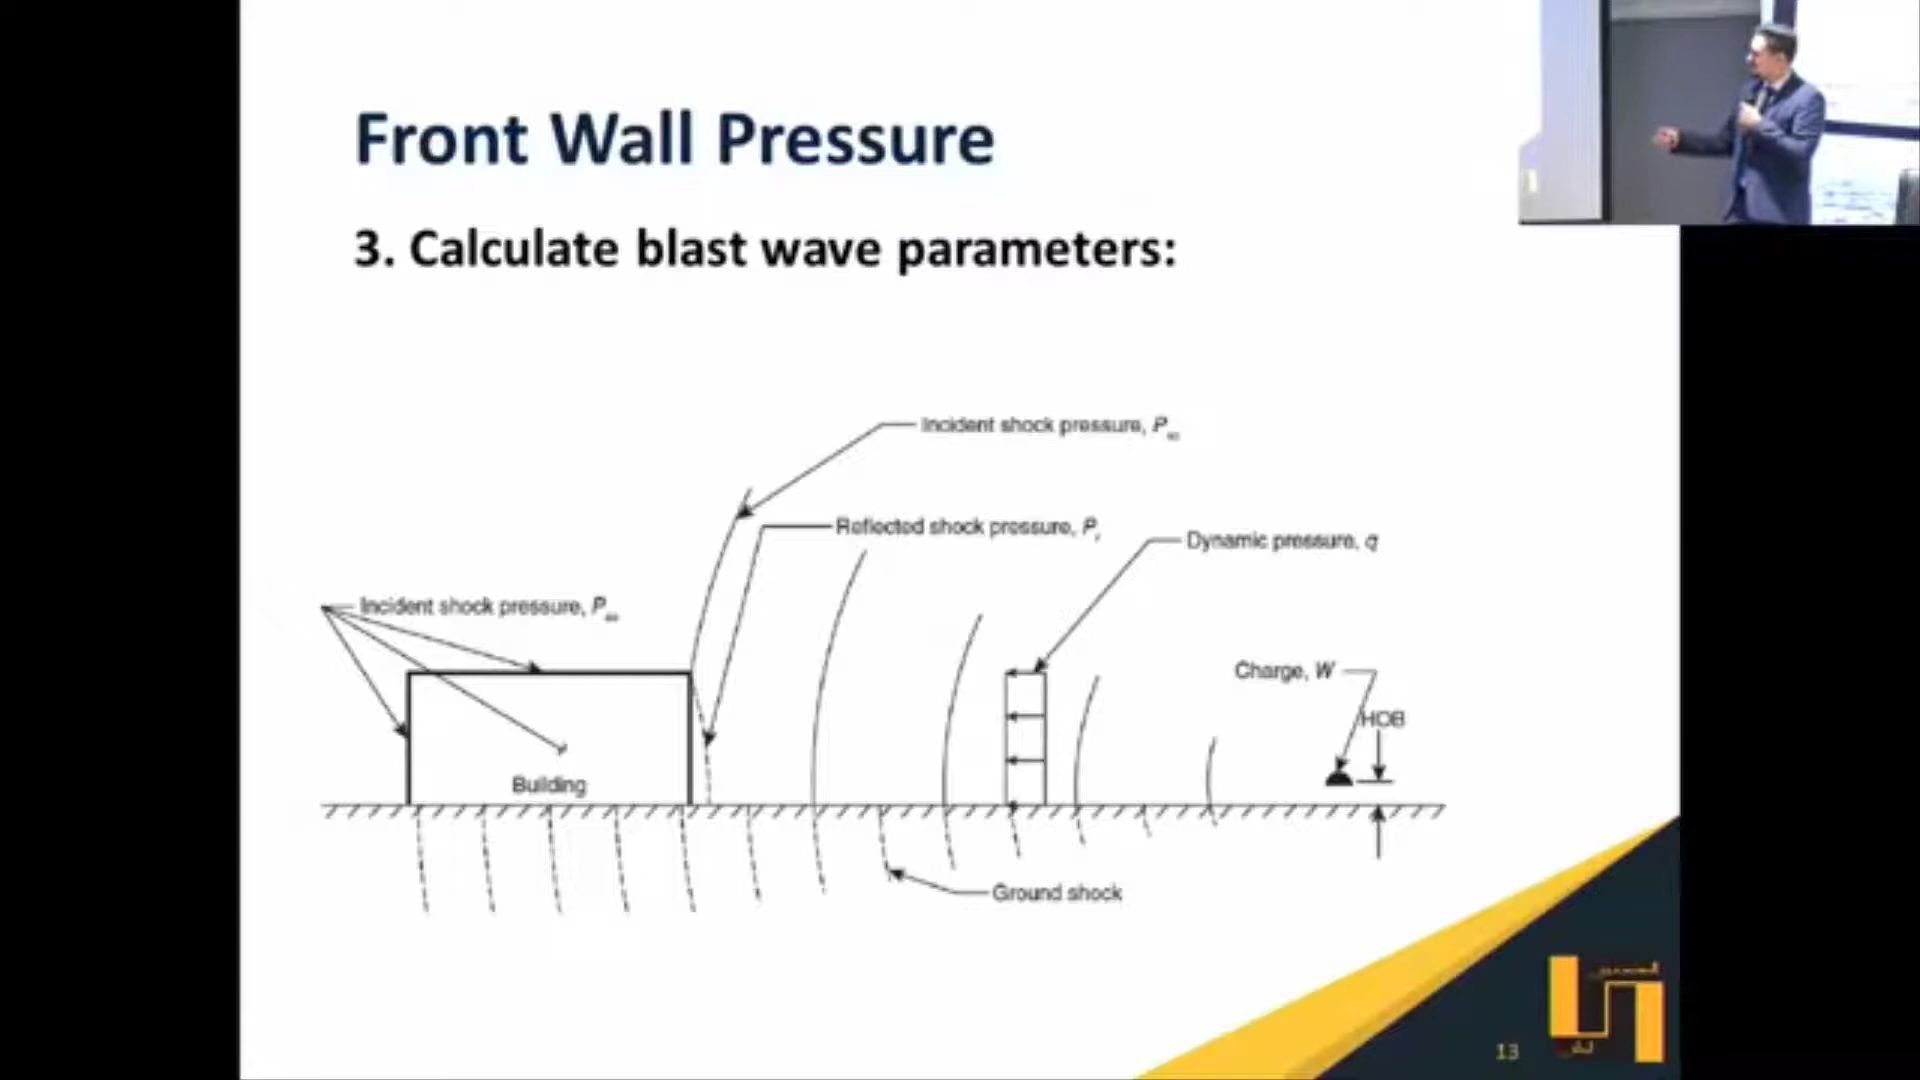 Front Wall Pressure
3. Calculate blast wave parameters:
Incident shock pressure, P
Reflected shock pressure, Pr
Dynamic pressure, q
Incident shock pressure, P
Charge, W
HOB
Building
Ground shock
13